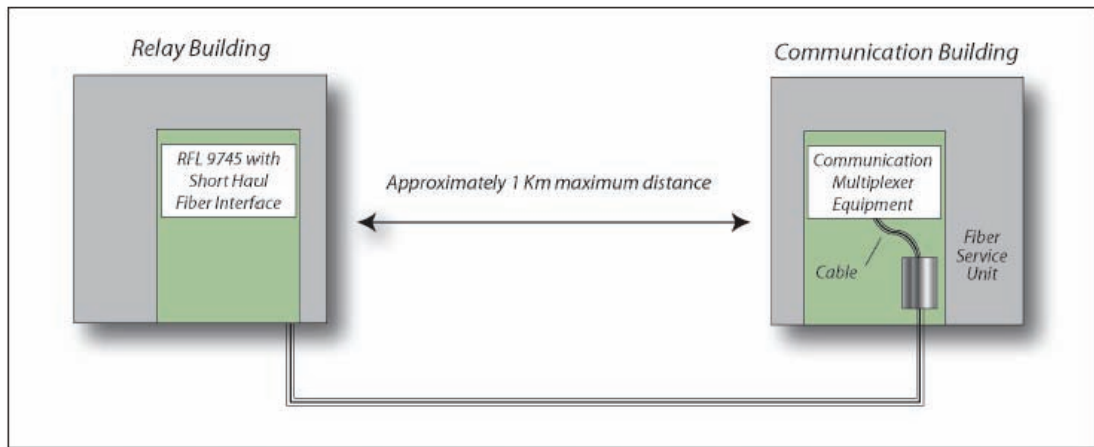 Relay Building
Communication Building
RFL 9745 with
Short Haul
Fiber Interface
Approximately 1 Km maximum distance
Communication
Multiplexer
Equipment
Cable
Fiber
Service
Unit